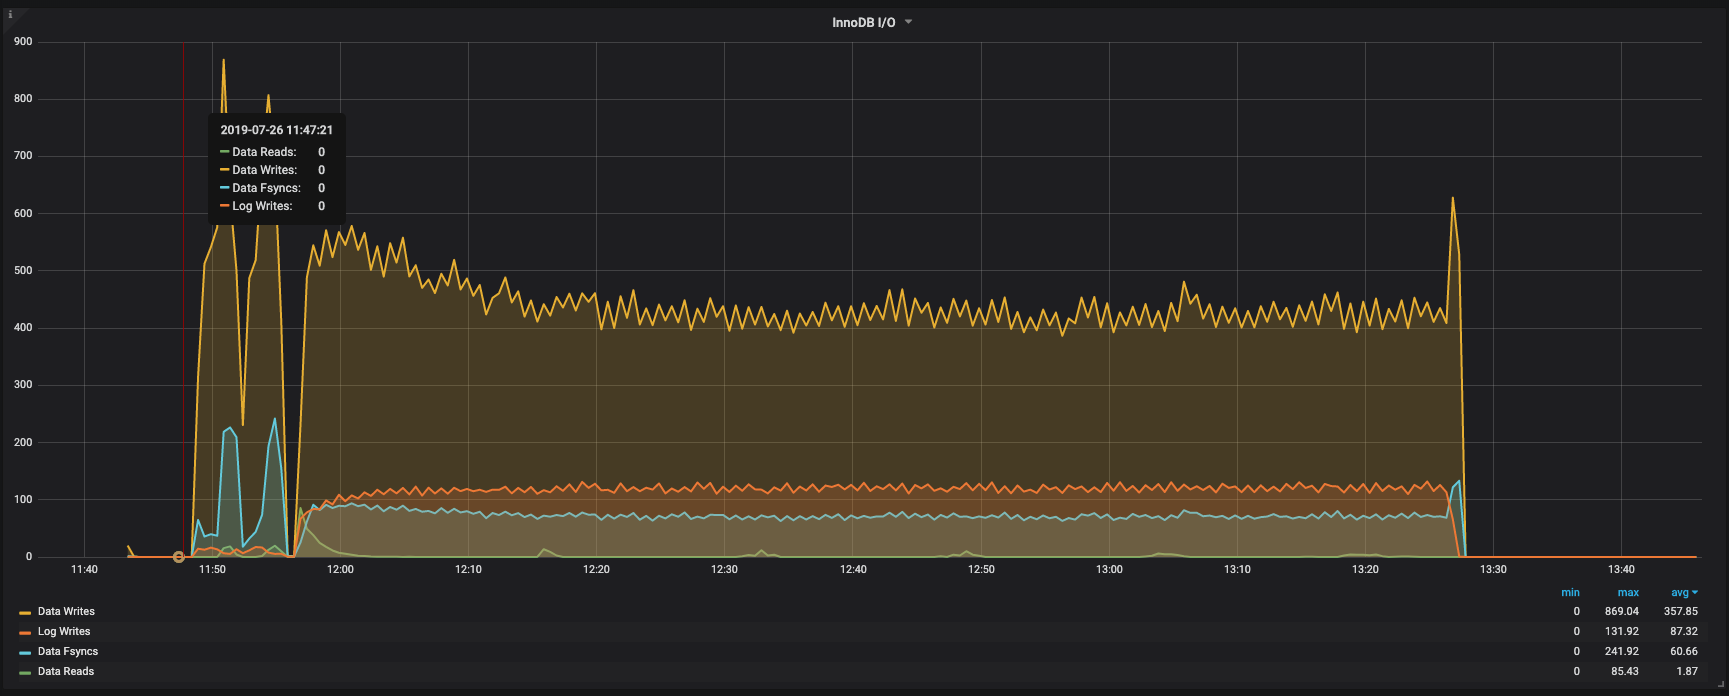 i
InnoDB I/O
900
800
700
600
500
400
300
200
100
0
2019-07-26 11:47:21
Data Reads: 0
Data Writes: 0
Data Fsyncs: 0
Log Writes: 0
11:40 11:50 12:00 12:10 12:20 12:30 12:40 12:50 13:00 13:10 13:20 13:30 13:40
min max avg
Data Writes 0 869.04 357.85
Log Writes 0 131.92 87.32
Data Fsyncs 0 241.92 60.66
Data Reads 0 85.43 1.87